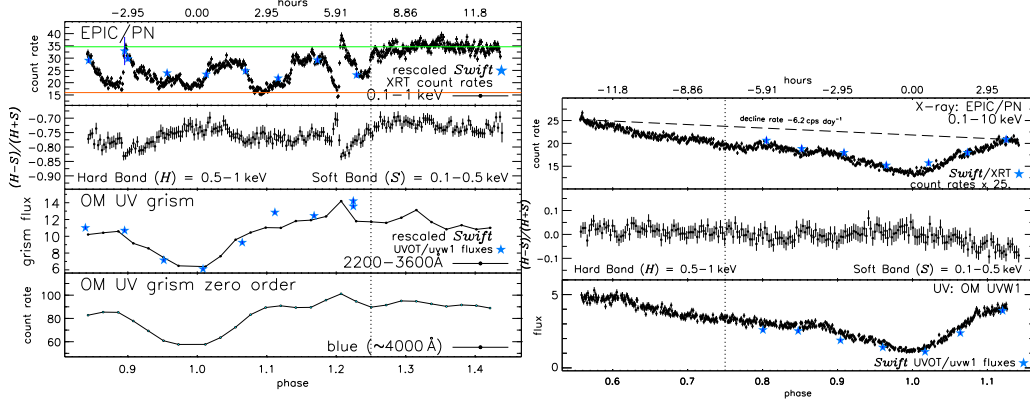 hours
-2.95 0.00 2.95 5.91 8.86 11.8
EPIC/PN
count rate
40
35
30
25
20
15
rescaled Swift
XRT count rates
0.1-1 keV
(H-S)/(H+S)
-0.70
-0.75
-0.80
-0.85
-0.90
Hard Band (H) = 0.5-1 keV Soft Band (S) = 0.1-0.5 keV
OM UV grism
grism flux
14
12
10
8
6
rescaled Swift
UVOT/uvw1 fluxes
2200-3600Å
OM UV grism zero order
count rate
100
80
60
blue (~4000 Å)
0.9 1.0 1.1 1.2 1.3 1.4
phase
hours
-11.8 -8.86 -5.91 -2.95 0.00 2.95
X-ray: EPIC/PN
0.1-10 keV
decline rate -6.2 cps day⁻¹
count rate
25
20
15
Swift/XRT
count rates x 25.
(H-S)/(H+S)
0.1
0.0
-0.1
Hard Band (H) = 0.5-1 keV Soft Band (S) = 0.1-0.5 keV
UV: OM UVW1
flux
5
0
Swift UVOT/uvw1 fluxes
0.6 0.7 0.8 0.9 1.0 1.1
phase